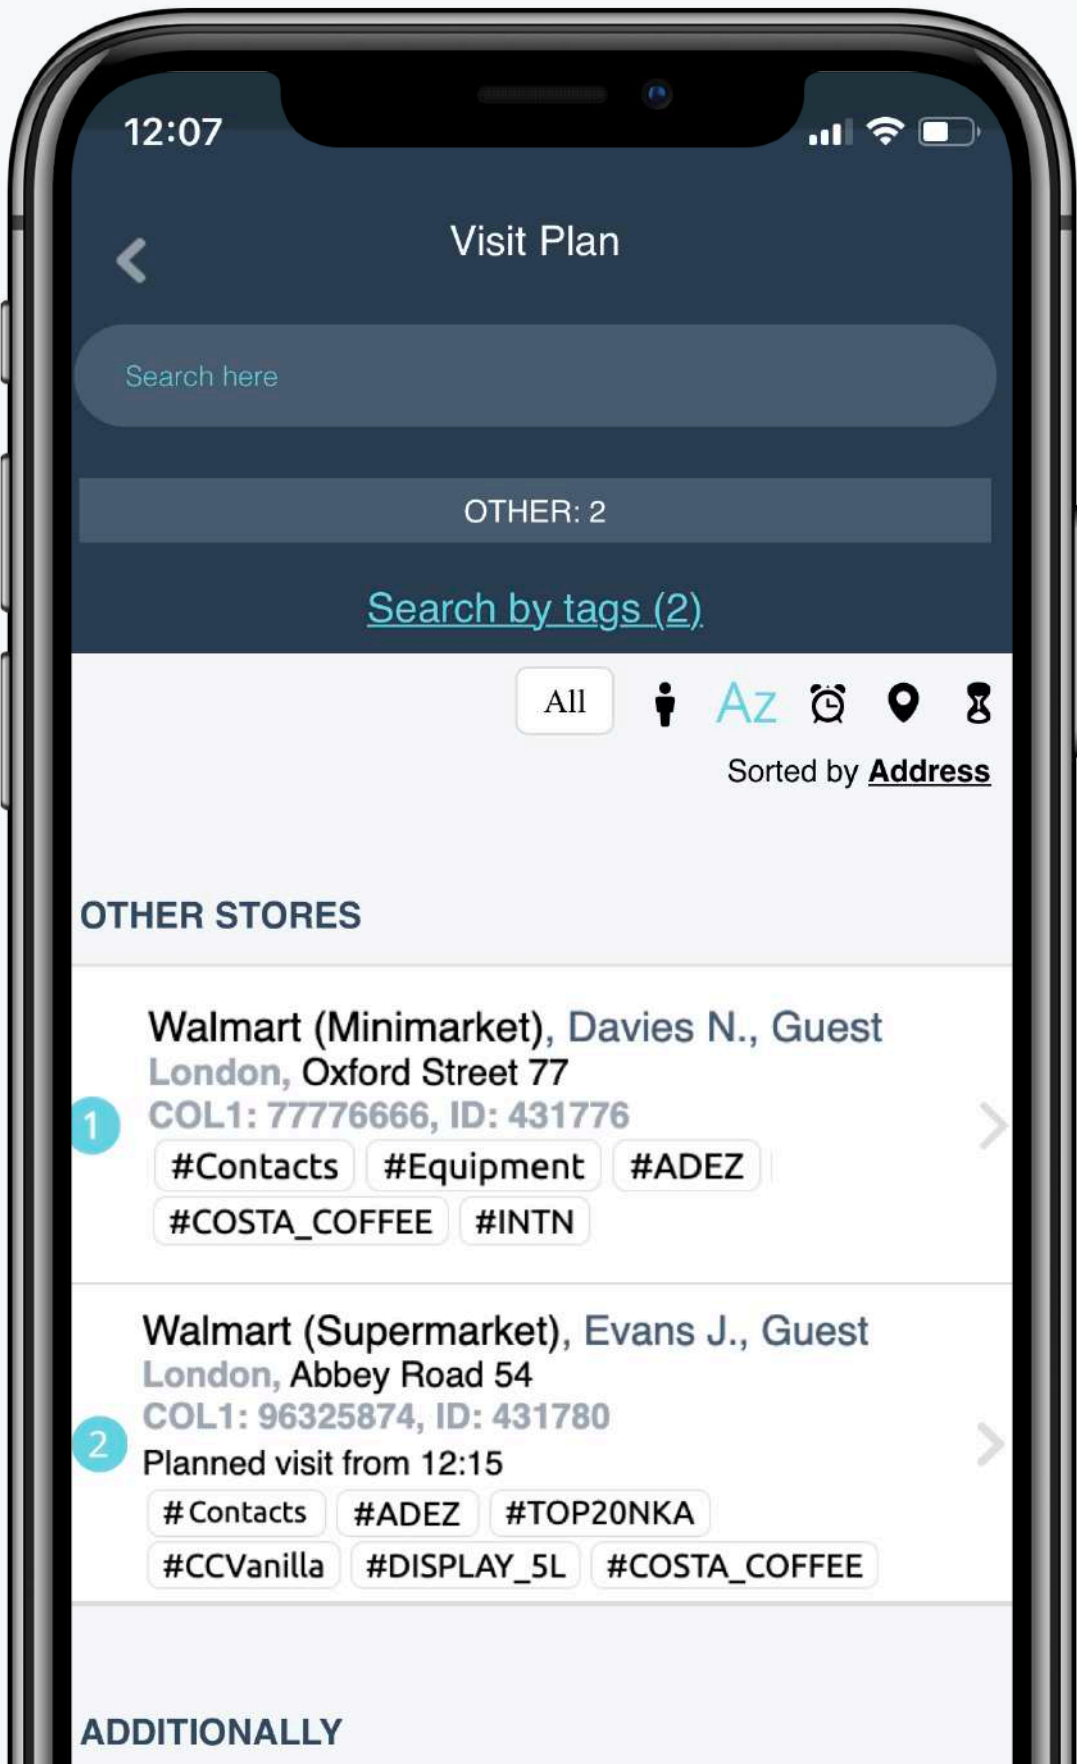 12:07
Visit Plan
Search here
OTHER: 2
Search by tags (2)
All Az
Sorted by Address
OTHER STORES
Walmart (Minimarket), Davies N., Guest
London, Oxford Street 77
1 COL1: 77776666, ID: 431776
#Contacts #Equipment #ADEZ
#COSTA_COFFEE #INTN
Walmart (Supermarket), Evans J., Guest
London, Abbey Road 54
COL1: 96325874, ID: 431780
2 Planned visit from 12:15
#Contacts #ADEZ #TOP20NKA
#CCVanilla #DISPLAY_5L #COSTA_COFFEE
ADDITIONALLY